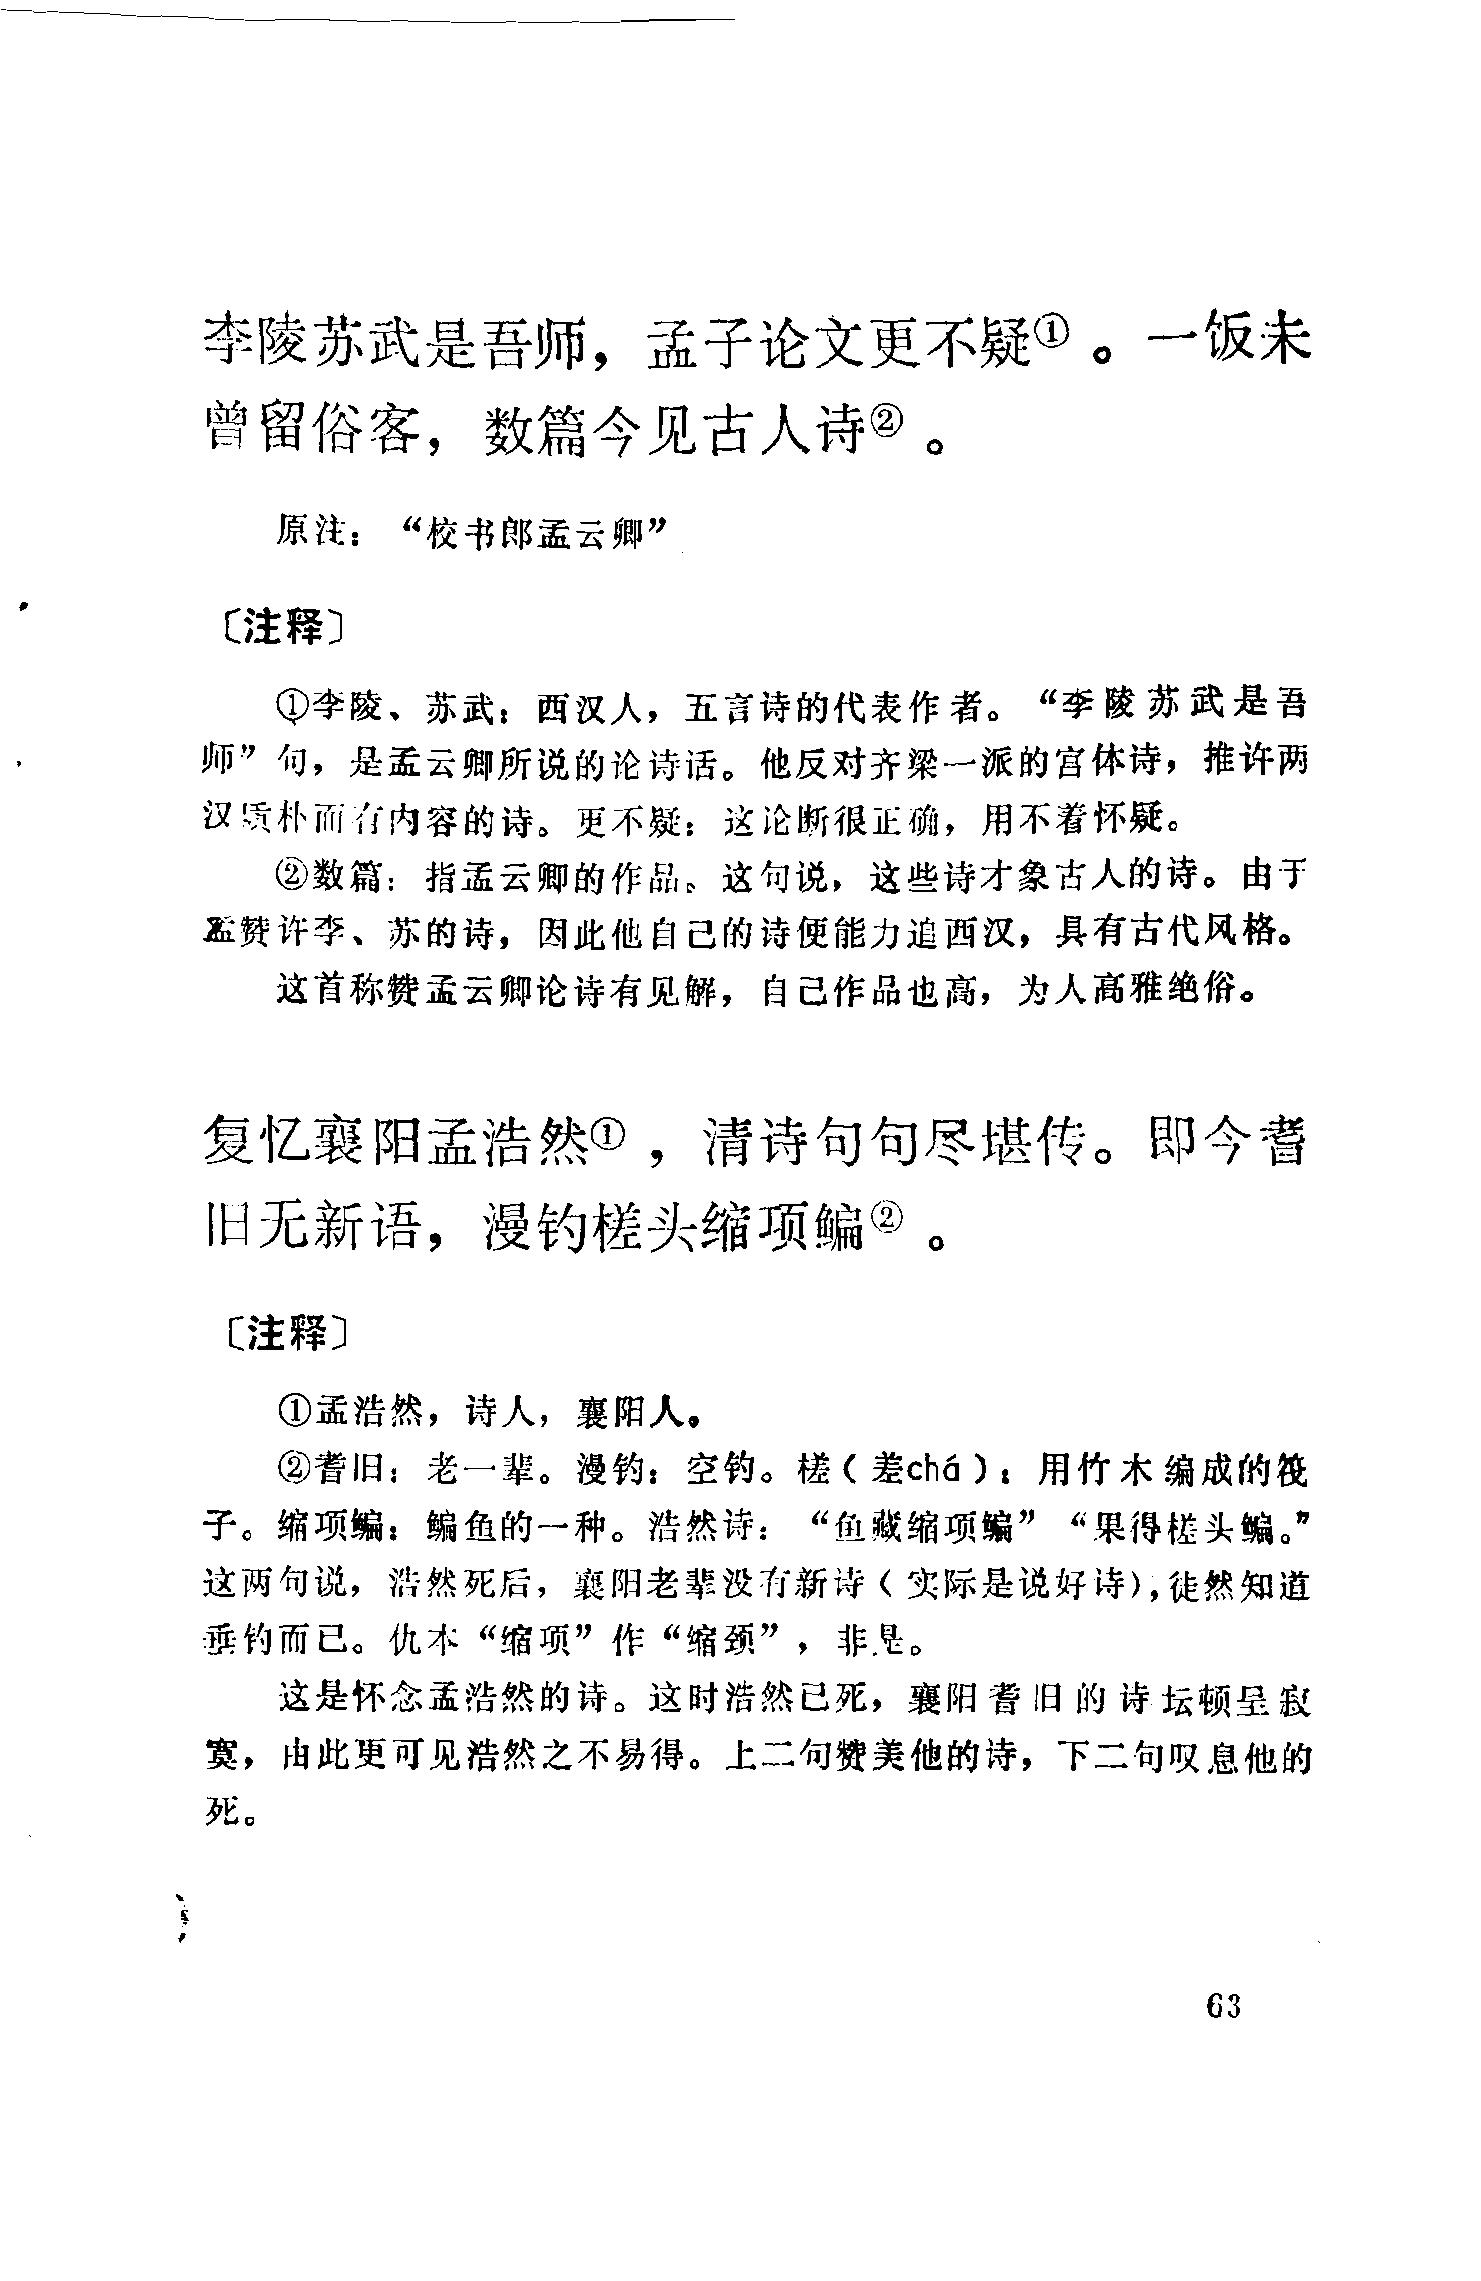 李陵苏武是吾师，孟子论文更不疑①。一饭未
曾留俗客，数篇今见古人诗②。
原注：“校书郎孟云卿”
〔注释〕
①李陵、苏武：西汉人，五言诗的代表作者。“李陵苏武是吾
师”句，是孟云卿所说的论诗话。他反对齐梁一派的宫体诗，推许两
汉质朴而有内容的诗。更不疑：这论断很正确，用不着怀疑。
②数篇：指孟云卿的作品。这句说，这些诗才象古人的诗。由于
孟赞许李、苏的诗，因此他自己的诗便能力追西汉，具有古代风格。
这首称赞孟云卿论诗有见解，自己作品也高，为人高雅绝俗。
复忆襄阳孟浩然①，清诗句句尽堪传。即今耆
旧无新语，漫钓槎头缩项鳊②。
〔注释〕
①孟浩然，诗人，襄阳人。
②耆旧：老一辈。漫钓：空钓。槎（差chá）：用竹木编成的筏
子。缩项鳊：鳊鱼的一种。浩然诗：“鱼藏缩项鳊”“果得槎头鳊。”
这两句说，浩然死后，襄阳老辈没有新诗（实际是说好诗），徒然知道
垂钓而已。仇本“缩项”作“缩颈”，非是。
这是怀念孟浩然的诗。这时浩然已死，襄阳耆旧的诗坛顿呈寂
寞，由此更可见浩然之不易得。上二句赞美他的诗，下二句叹息他的
死。
63